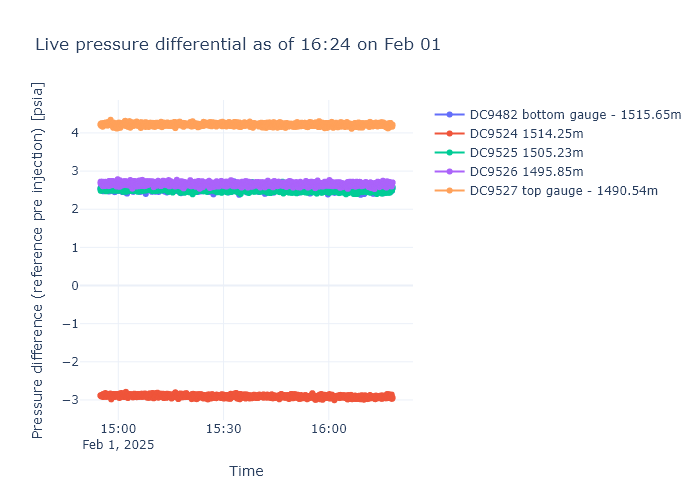 Live pressure differential as of 16:24 on Feb 01
Pressure difference (reference pre injection) [psia]
4
3
2
1
0
−1
−2
−3
15:00
15:30
16:00
Feb 1, 2025
Time
DC9482 bottom gauge - 1515.65m
DC9524 1514.25m
DC9525 1505.23m
DC9526 1495.85m
DC9527 top gauge - 1490.54m